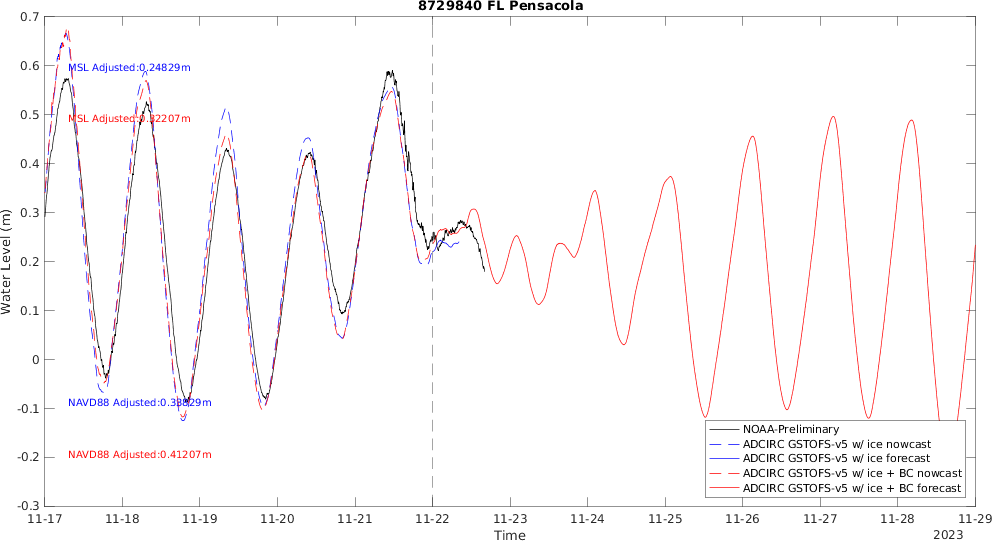 8729840 FL Pensacola
0.7
0.6
0.5
0.4
0.3
0.2
0.1
0
-0.1
-0.2
-0.3
Water Level (m)
MSL Adjusted:0.24829m
MSL Adjusted:0.32207m
NAVD88 Adjusted:0.33829m
NAVD88 Adjusted:0.41207m
NOAA-Preliminary
ADCIRC GSTOFS-v5 w/ ice nowcast
ADCIRC GSTOFS-v5 w/ ice forecast
ADCIRC GSTOFS-v5 w/ ice + BC nowcast
ADCIRC GSTOFS-v5 w/ ice + BC forecast
11-17 11-18 11-19 11-20 11-21 11-22 11-23 11-24 11-25 11-26 11-27 11-28 11-29
Time
2023